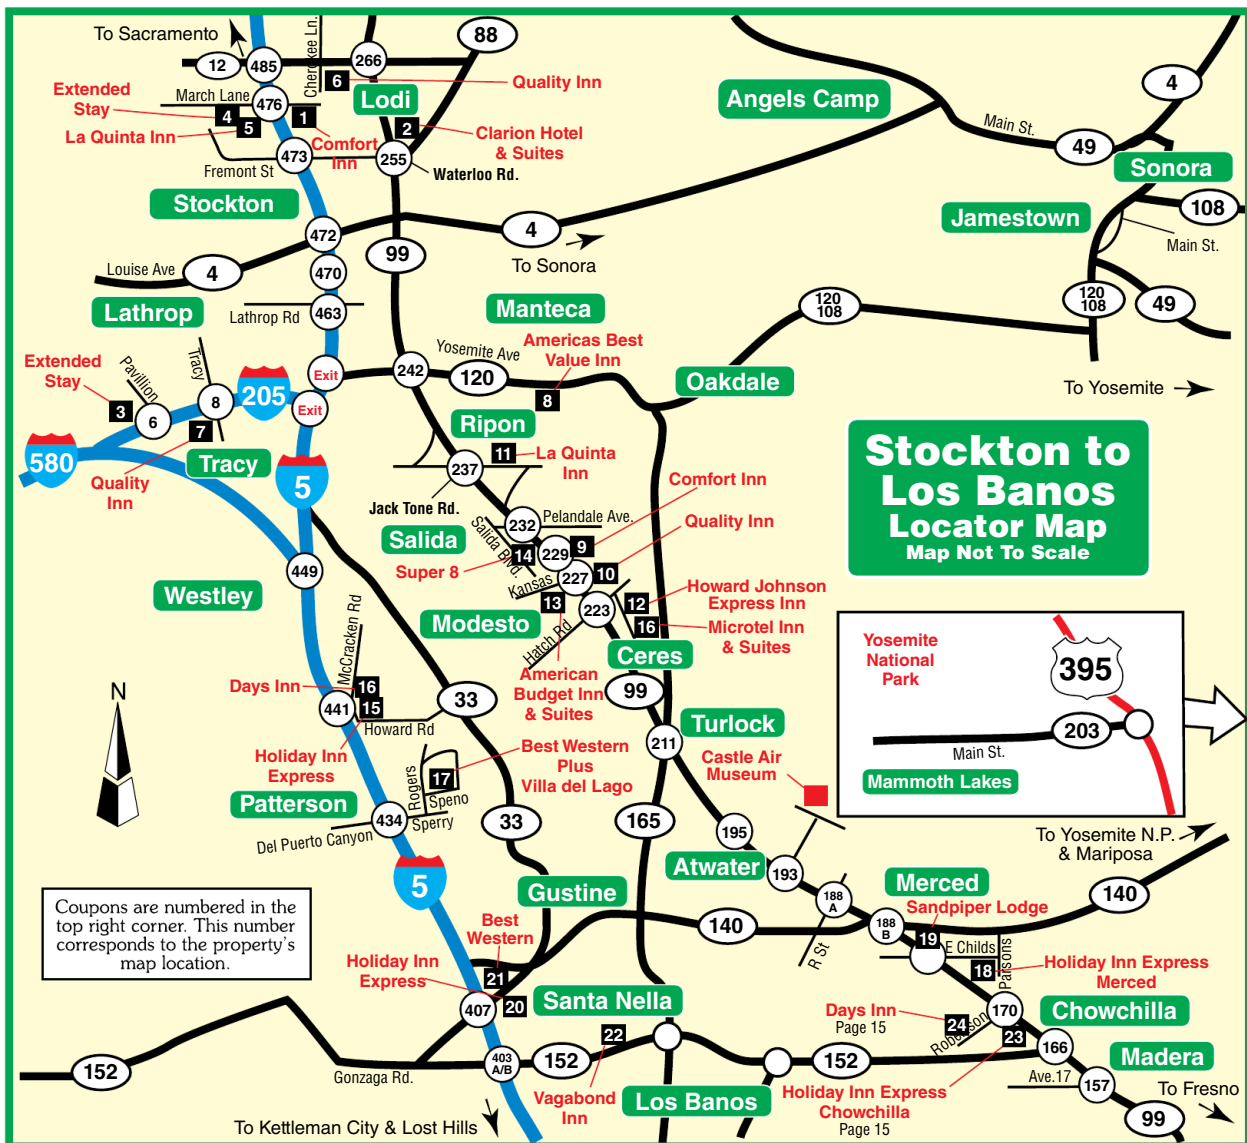 To Sacramento
Cherokee Ln.
88
12
485
266
6
Quality Inn
Extended
Stay
March Lane
476
4
5
1
Lodi
2
La Quinta Inn
Comfort
Inn
Clarion Hotel
& Suites
Fremont St
473
255
Waterloo Rd.
Stockton
472
4
To Sonora
99
Louise Ave
4
470
Lathrop
Lathrop Rd
463
Angels Camp
Main St.
49
4
Sonora
108
Jamestown
Main St.
120
108
49
To Yosemite
Manteca
120
108
Americas Best
Value Inn
Yosemite Ave
242
120
8
Oakdale
Exit
Exit
Extended
Stay
Pavillion
Tracy
3
6
8
205
7
580
Quality
Inn
Tracy
5
Ripon
11
La Quinta
Inn
237
Jack Tone Rd.
Comfort Inn
Quality Inn
Salida
232
Pelandale Ave.
Salida Blvd.
14
229
9
Super 8
Kansas
227
10
Stockton to
Los Banos
Locator Map
Map Not To Scale
449
Westley
Modesto
13
223
12
Howard Johnson
Express Inn
16
Microtel Inn
& Suites
Hatch Rd
Ceres
American
Budget Inn
& Suites
99
McCracken Rd
Days Inn
16
15
441
Howard Rd
33
Holiday Inn
Express
N
Turlock
211
Castle Air
Museum
Yosemite
National
Park
395
203
Main St.
Mammoth Lakes
Best Western
Plus
Villa del Lago
17
Rogers
Speno
Patterson
434
Sperry
Del Puerto Canyon
33
165
195
To Yosemite N.P.
& Mariposa
5
Gustine
Atwater
193
188
A
Merced
Sandpiper Lodge
140
Coupons are numbered in the
top right corner. This number
corresponds to the property's
map location.
Best
Western
140
R St
188
B
19
E Childs
Parsons
18
Holiday Inn Express
Merced
Holiday Inn
Express
21
20
407
Santa Nella
Days Inn
Page 15
24
Robertson
170
23
Chowchilla
22
403
A/B
152
152
152
166
Madera
Gonzaga Rd.
Ave.17
157
To Fresno
Vagabond
Inn
Los Banos
Holiday Inn Express
Chowchilla
Page 15
99
To Kettleman City & Lost Hills